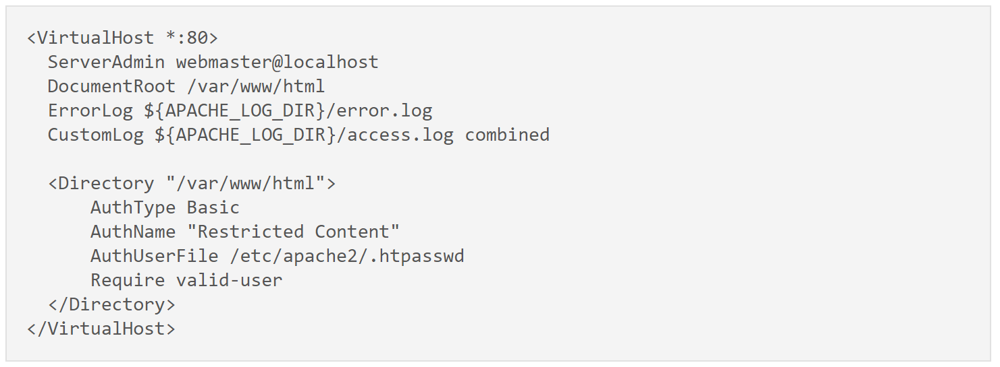 <VirtualHost *:80>
  ServerAdmin webmaster@localhost
  DocumentRoot /var/www/html
  ErrorLog ${APACHE_LOG_DIR}/error.log
  CustomLog ${APACHE_LOG_DIR}/access.log combined

  <Directory "/var/www/html">
      AuthType Basic
      AuthName "Restricted Content"
      AuthUserFile /etc/apache2/.htpasswd
      Require valid-user
  </Directory>
</VirtualHost>